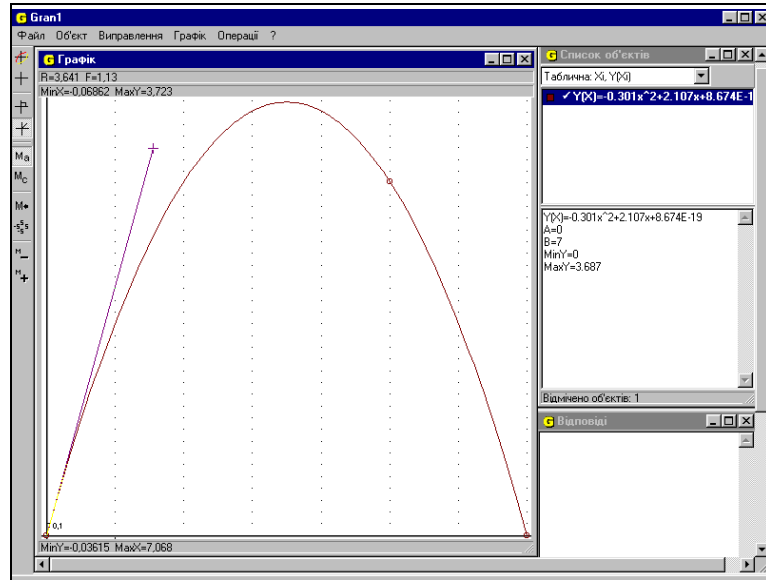 Gran1
Файл Об'єкт Виправлення Графік Операції ?
Графік
R=3,641 F=1,13
MinX=-0,06862 MaxY=3,723
0,1
MinY=-0,03615 MaxX=7,068
Ma
Mc
M
-s s s
M
M
Список об'єктів
Таблична: Xi, Y(Xi)
Y(X)=-0.301x^2+2.107x+8.674E-1
Y(X)=-0.301x^2+2.107x+8.674E-19
A=0
B=7
MinY=0
MaxY=3.687
Відмічено об'єктів: 1
Відповіді